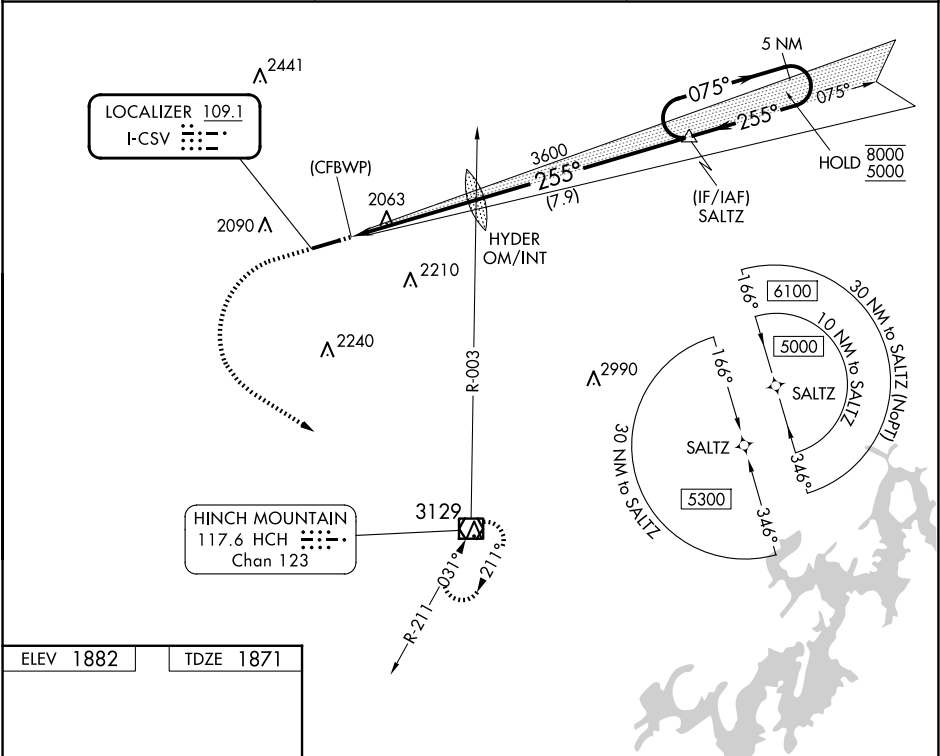 2441
5 NM
LOCALIZER 109.1
I-CSV
075°
075°
255°
(CFBWP)
3600
255°
(7.9)
HOLD 8000
5000
(IF/IAF)
SALTZ
2063
2090
HYDER
OM/INT
2210
2240
R-003
2990
166°
6100
5000
30 NM to SALTZ (NoPT)
10 NM to SALTZ
SALTZ
346°
166°
SALTZ
5300
30 NM to SALTZ
346°
HINCH MOUNTAIN
117.6 HCH
Chan 123
3129
031°
211°
R-211
ELEV 1882
TDZE 1871